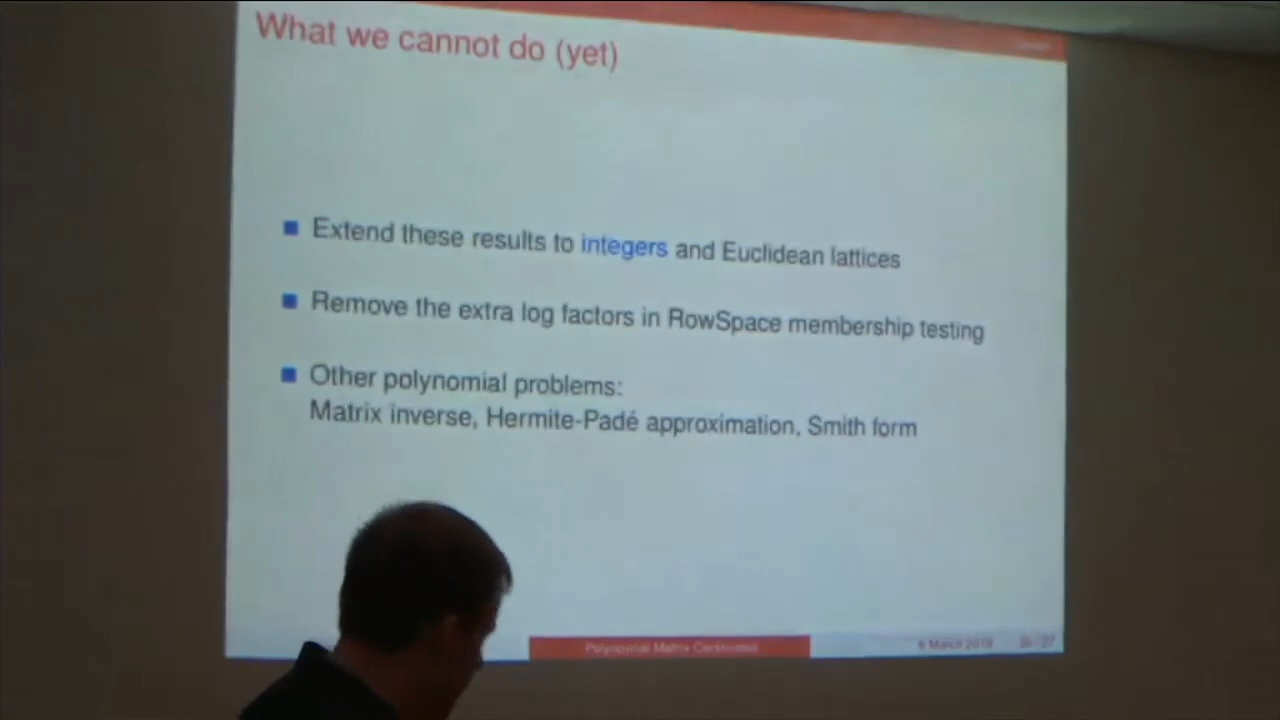 What we cannot do (yet)
Extend these results to integers and Euclidean lattices
Remove the extra log factors in RowSpace membership testing
Other polynomial problems:
Matrix inverse, Hermite-Padé approximation, Smith form
Polynomial Matrix Certificates
6 March 2019